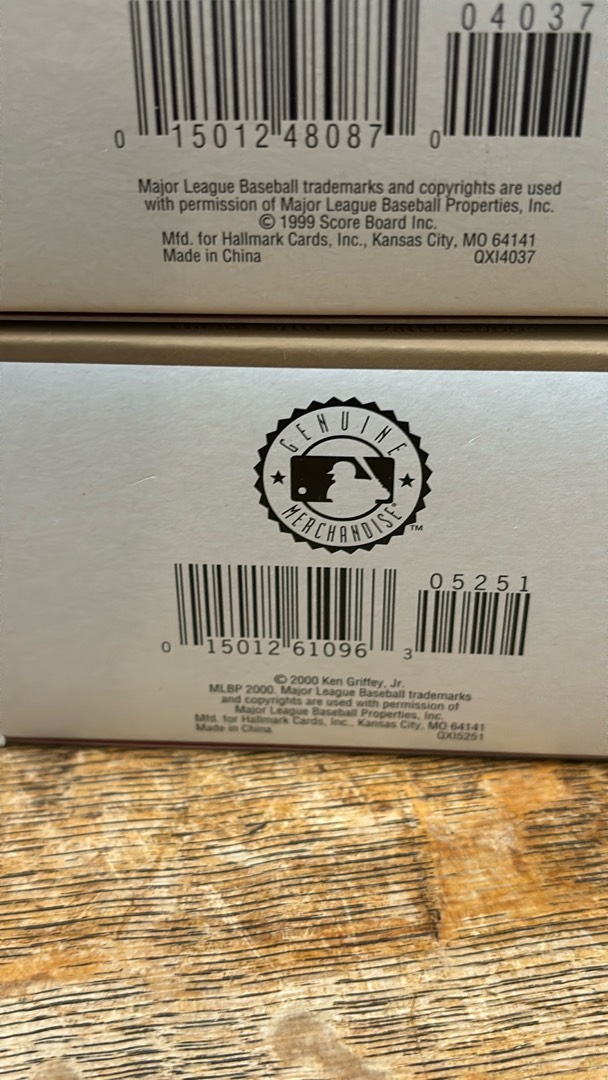 04037
0 15012 48087 0
Major League Baseball trademarks and copyrights are used
with permission of Major League Baseball Properties, Inc.
© 1999 Score Board Inc.
Mfd. for Hallmark Cards, Inc., Kansas City, MO 64141
Made in China QXI4037
GENUINE
MERCHANDISE® ™
05251
0 15012 61096 3
© 2000 Ken Griffey, Jr.
MLBP 2000. Major League Baseball trademarks
and copyrights are used with permission of
Major League Baseball Properties, Inc.
Mfd. for Hallmark Cards, Inc., Kansas City, MO 64141
Made in China QXI5251